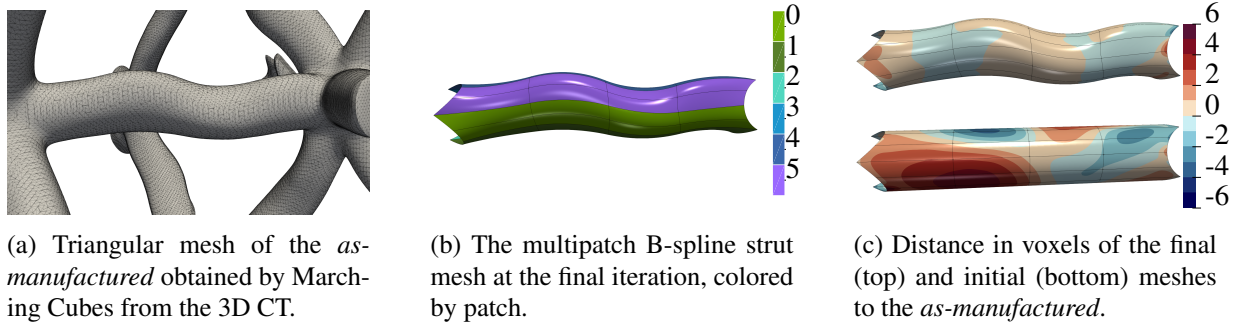 0
1
2
3
4
5
6
4
2
0
-2
-4
-6
(a) Triangular mesh of the as-
manufactured obtained by March-
ing Cubes from the 3D CT.
(b) The multipatch B-spline strut
mesh at the final iteration, colored
by patch.
(c) Distance in voxels of the final
(top) and initial (bottom) meshes
to the as-manufactured.